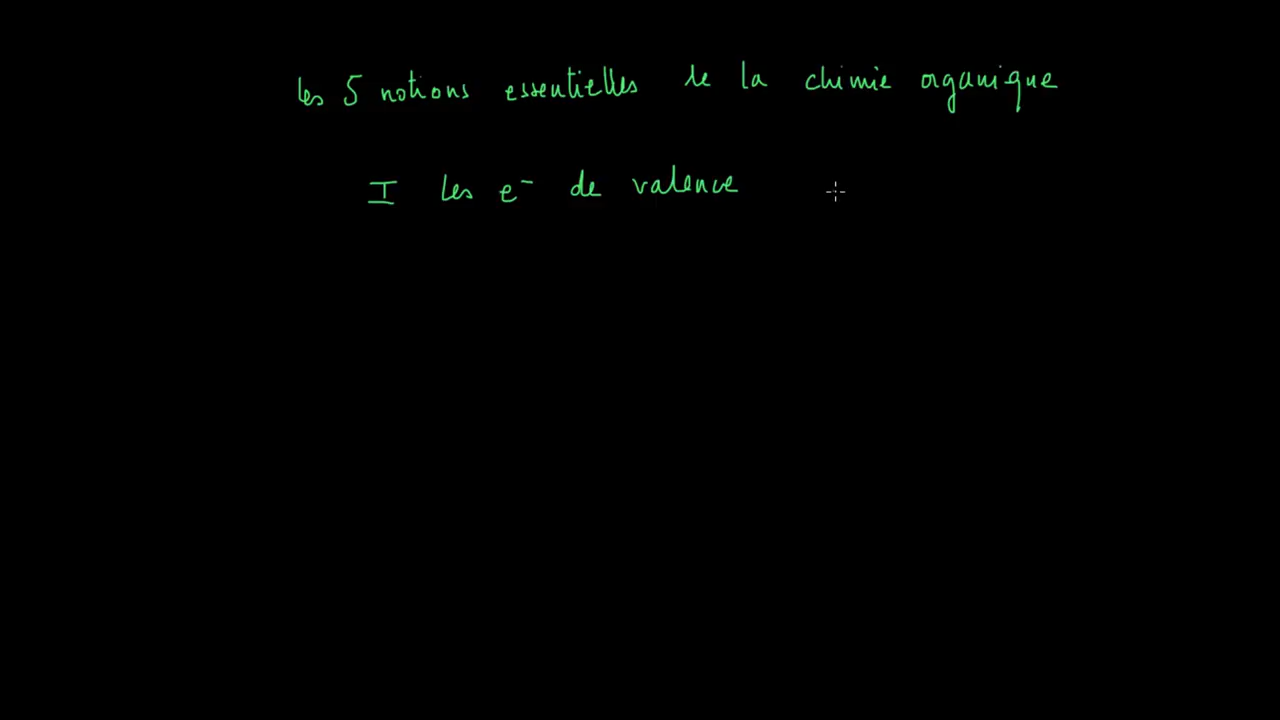 les 5 notions essentielles de la chimie organique
I les e⁻ de valence